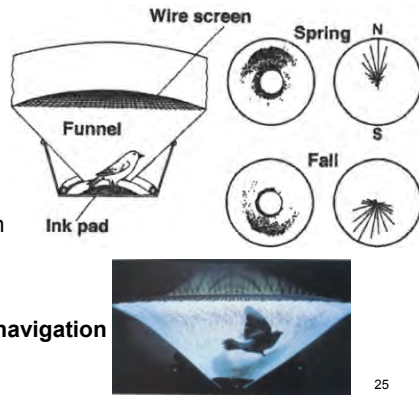 Wire screen
Spring
N
Funnel
S
Fall
Ink pad
n
navigation
25